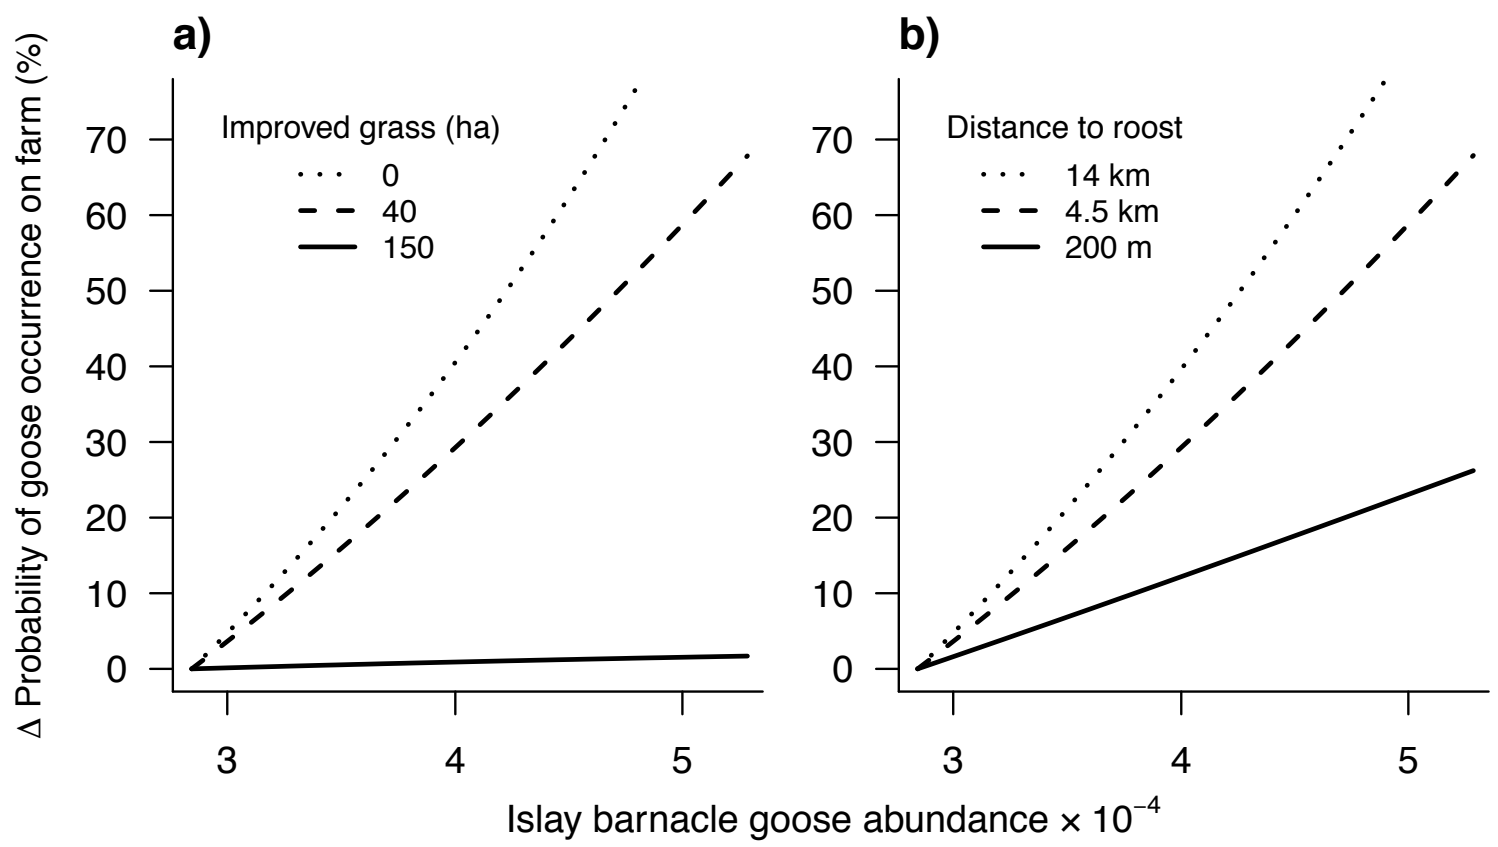 a)
b)
Δ Probability of goose occurrence on farm (%)
Improved grass (ha)
0
40
150
70
60
50
40
30
20
10
0
3 4 5
Distance to roost
14 km
4.5 km
200 m
70
60
50
40
30
20
10
0
3 4 5
Islay barnacle goose abundance × 10⁻⁴